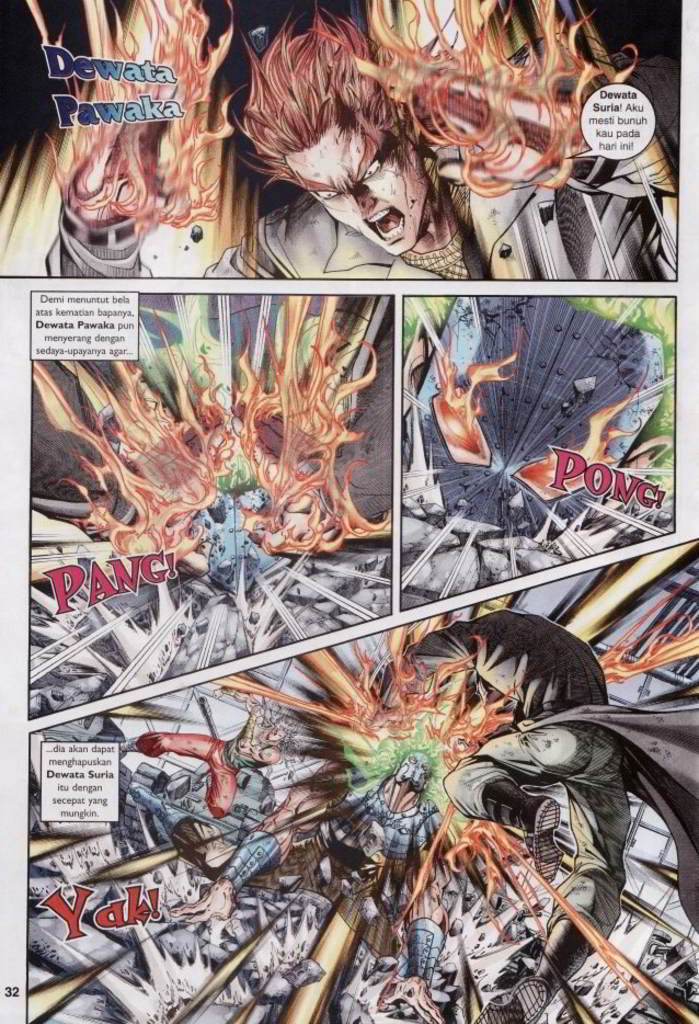 Dewata
Pawaka
Dewata
Suria! Aku
mesti bunuh
kau pada
hari ini!
Demi menuntut bela
atas kematian bapanya,
Dewata Pawaka pun
menyerang dengan
sedaya-upayanya agar...
PANG!
PONG!
...dia akan dapat
menghapuskan
Dewata Suria
itu dengan
secepat yang
mungkin.
Yak!
32